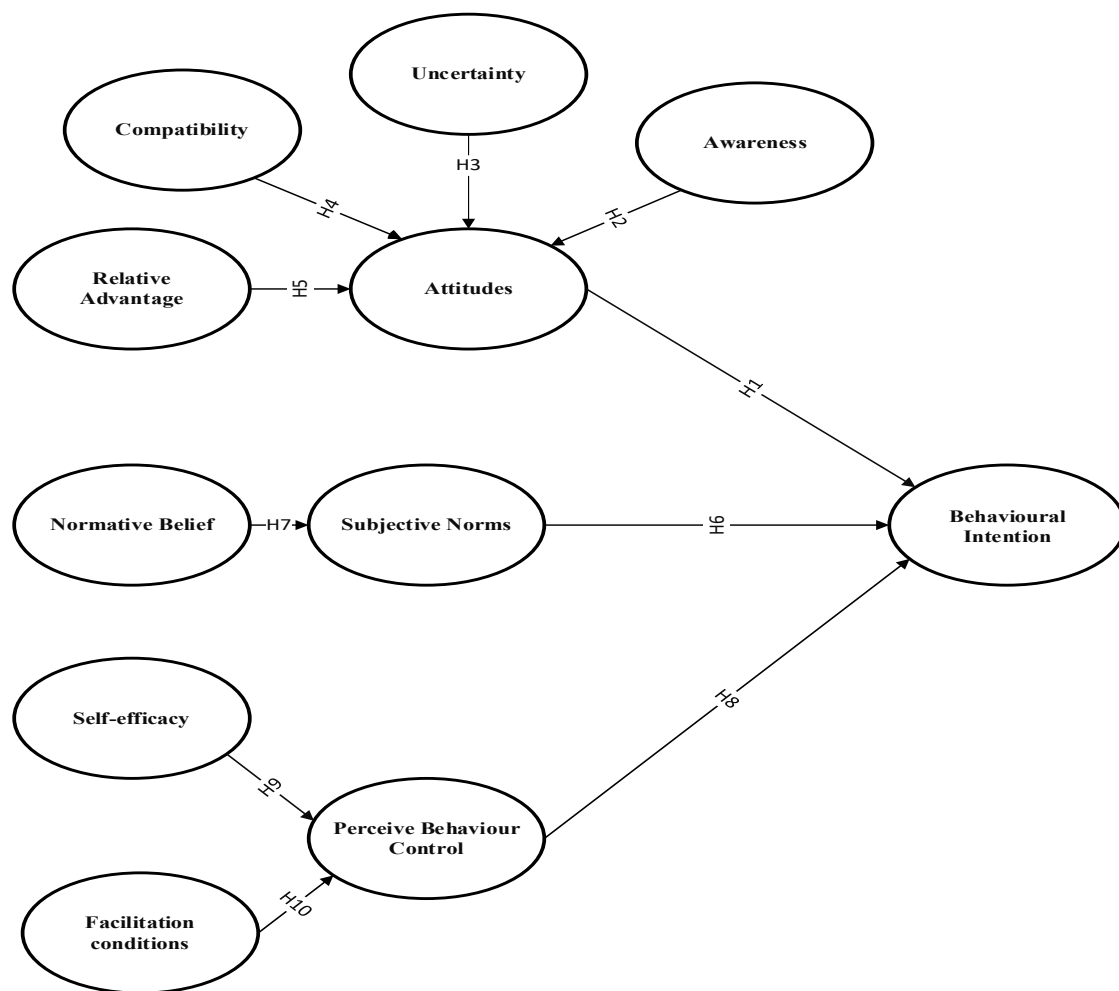 Uncertainty
Compatibility
Awareness
H3
H4
H2
Relative
Advantage
H5
Attitudes
H1
Normative Belief
H7
Subjective Norms
H6
Behavioural
Intention
Self-efficacy
H8
H9
Perceive Behaviour
Control
H10
Facilitation
conditions